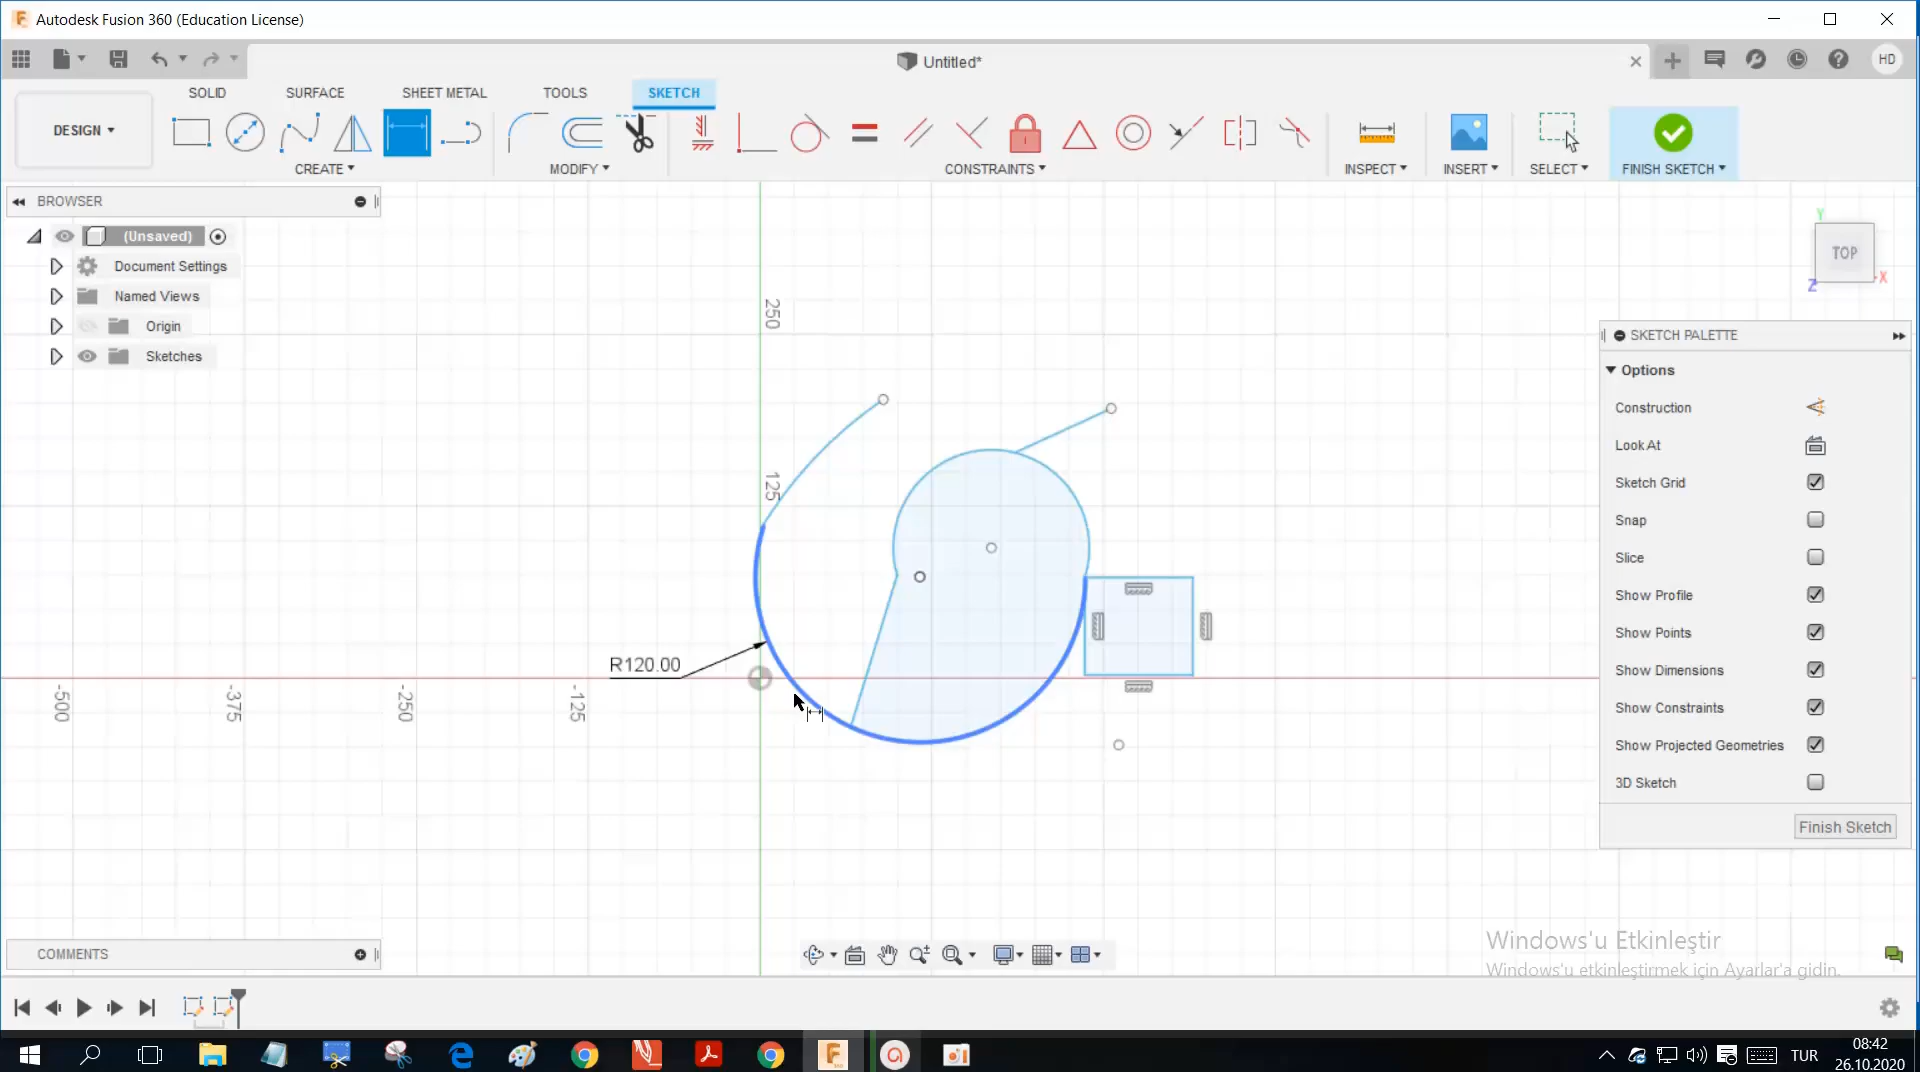 Autodesk Fusion 360 (Education License)
Untitled*
HD
DESIGN
SOLID
SURFACE
SHEET METAL
TOOLS
SKETCH
CREATE
MODIFY
CONSTRAINTS
INSPECT
INSERT
SELECT
FINISH SKETCH
BROWSER
(Unsaved)
Document Settings
Named Views
Origin
Sketches
250
125
-500
-375
-250
-125
R120.00
Y
TOP
X
Z
SKETCH PALETTE
Options
Construction
Look At
Sketch Grid
Snap
Slice
Show Profile
Show Points
Show Dimensions
Show Constraints
Show Projected Geometries
3D Sketch
Finish Sketch
COMMENTS
Windows'u Etkinleştir
Windows'u etkinleştirmek için Ayarlar'a gidin.
TUR
08:42
26.10.2020